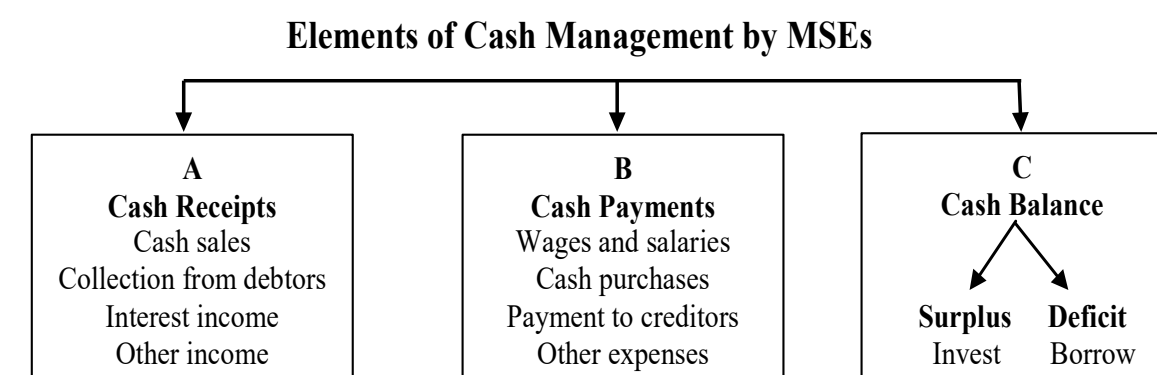 Elements of Cash Management by MSEs
A
Cash Receipts
Cash sales
Collection from debtors
Interest income
Other income
B
Cash Payments
Wages and salaries
Cash purchases
Payment to creditors
Other expenses
C
Cash Balance
Surplus Deficit
Invest Borrow